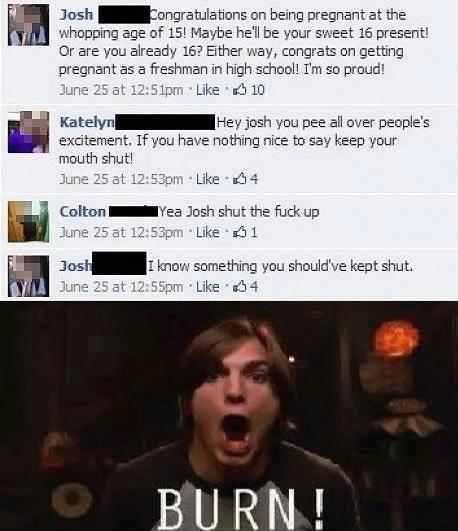 Josh Congratulations on being pregnant at the
whopping age of 15! Maybe he'll be your sweet 16 present!
Or are you already 16? Either way, congrats on getting
pregnant as a freshman in high school! I'm so proud!
June 25 at 12:51pm · Like · 10
Katelyn Hey josh you pee all over people's
excitement. If you have nothing nice to say keep your
mouth shut!
June 25 at 12:53pm · Like · 4
Colton Yea Josh shut the fuck up
June 25 at 12:53pm · Like · 1
Josh I know something you should've kept shut.
June 25 at 12:55pm · Like · 4
BURN!